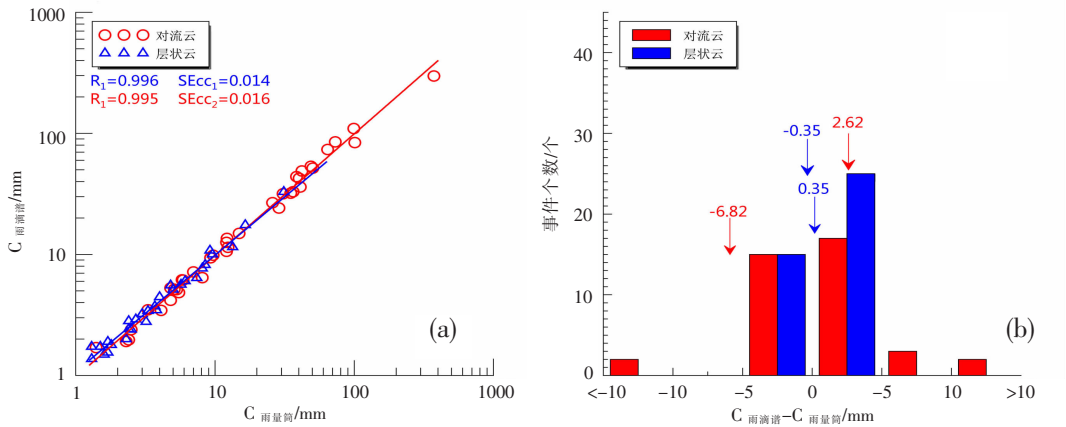 1000
100
10
1
C 雨滴谱/mm
对流云
层状云
R1=0.996 SEcc1=0.014
R1=0.995 SEcc2=0.016
(a)
1 10 100 1000
C 雨量筒/mm
40
30
20
10
0
事件个数/个
对流云
层状云
-0.35
2.62
0.35
-6.82
(b)
<-10 -10 -5 0 -5 >10
C 雨滴谱-C 雨量筒/mm